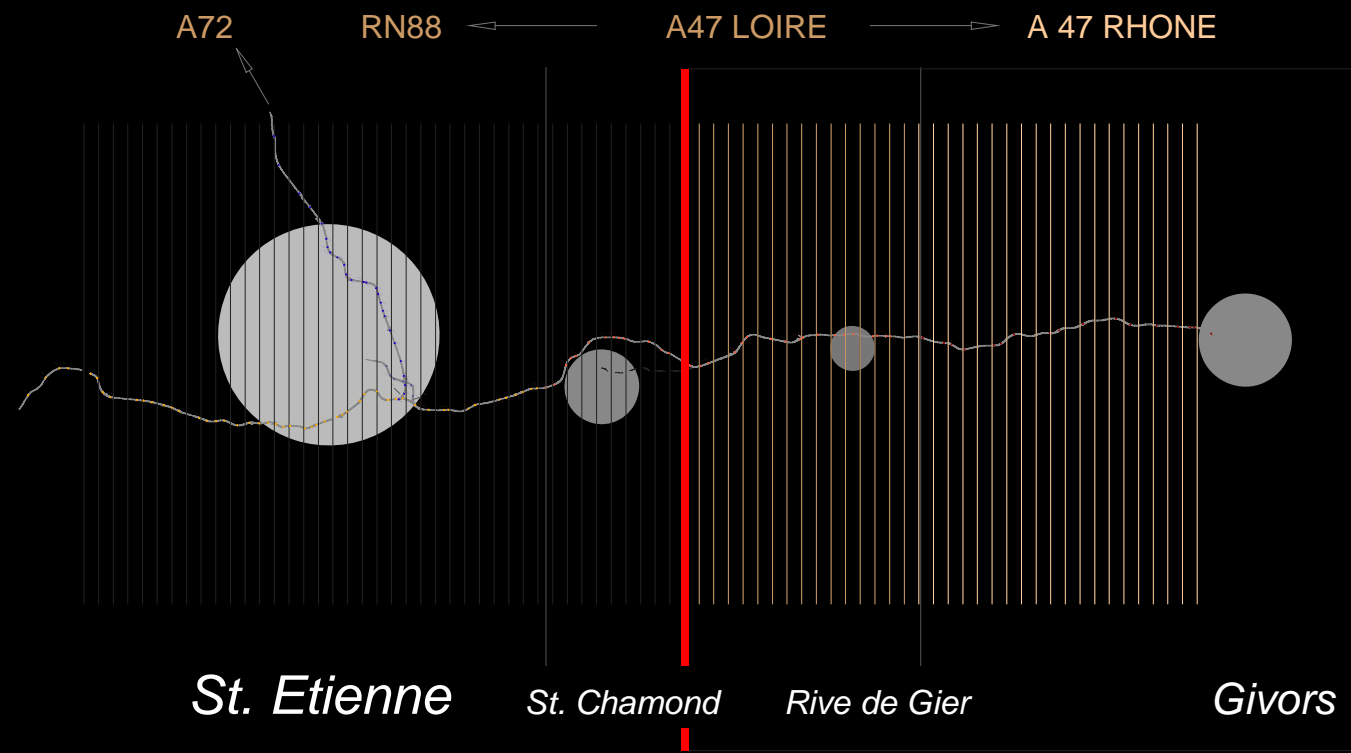 A72 RN88 A47 LOIRE A 47 RHONE
St. Etienne St. Chamond Rive de Gier Givors